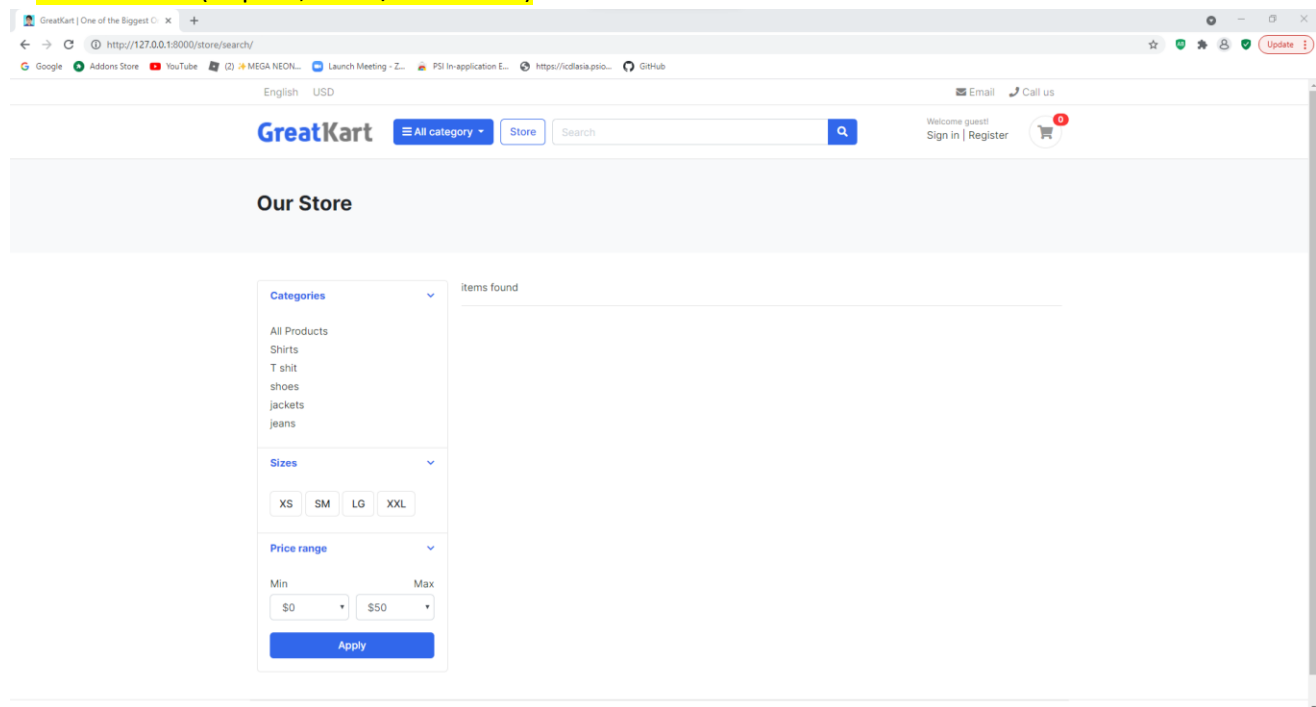 GreatKart | One of the Biggest O
http://127.0.0.1:8000/store/search/
Update
Google Addons Store YouTube (2) MEGA NEON... Launch Meeting - Z... PSI In-application E... https://icdlasia.psio... GitHub
English USD Email Call us
GreatKart All category Store Search Welcome guest! 0
Sign in | Register
Our Store
Categories items found
All Products
Shirts
T shit
shoes
jackets
jeans
Sizes
XS SM LG XXL
Price range
Min Max
$0 $50
Apply